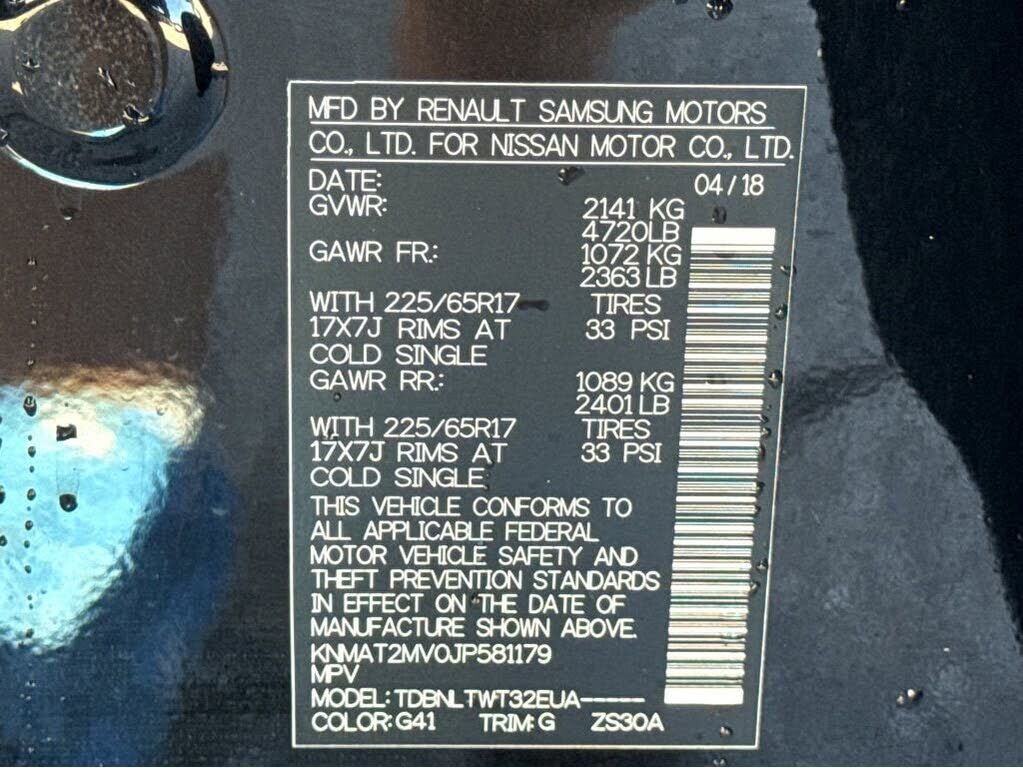 MFD BY RENAULT SAMSUNG MOTORS
CO., LTD. FOR NISSAN MOTOR CO., LTD.
DATE: 04/18
GVWR: 2141 KG
4720LB
GAWR FR.: 1072 KG
2363 LB
WITH 225/65R17 TIRES
17X7J RIMS AT 33 PSI
COLD SINGLE
GAWR RR.: 1089 KG
2401 LB
WITH 225/65R17 TIRES
17X7J RIMS AT 33 PSI
COLD SINGLE
THIS VEHICLE CONFORMS TO
ALL APPLICABLE FEDERAL
MOTOR VEHICLE SAFETY AND
THEFT PREVENTION STANDARDS
IN EFFECT ON THE DATE OF
MANUFACTURE SHOWN ABOVE.
KNMAT2MV0JP581179
MPV
MODEL: TDBNLTWT32EUA-----
COLOR: G41 TRIM: G ZS30A